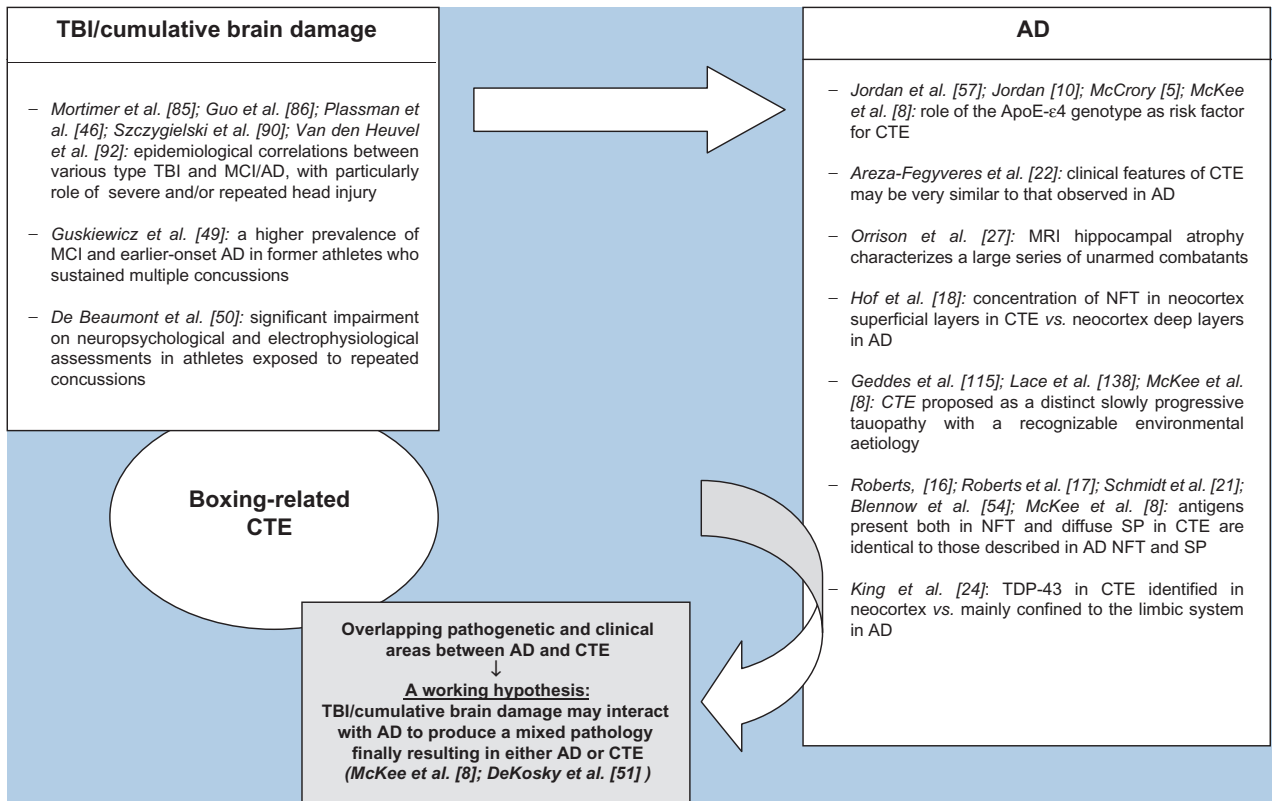 TBI/cumulative brain damage
– Mortimer et al. [85]; Guo et al. [86]; Plassman et
al. [46]; Szczygielski et al. [90]; Van den Heuvel
et al. [92]: epidemiological correlations between
various type TBI and MCI/AD, with particularly
role of severe and/or repeated head injury
– Guskiewicz et al. [49]: a higher prevalence of
MCI and earlier-onset AD in former athletes who
sustained multiple concussions
– De Beaumont et al. [50]: significant impairment
on neuropsychological and electrophysiological
assessments in athletes exposed to repeated
concussions
Boxing-related
CTE
Overlapping pathogenetic and clinical
areas between AD and CTE
↓
A working hypothesis:
TBI/cumulative brain damage may interact
with AD to produce a mixed pathology
finally resulting in either AD or CTE
(McKee et al. [8]; DeKosky et al. [51] )
AD
– Jordan et al. [57]; Jordan [10]; McCrory [5]; McKee
et al. [8]: role of the ApoE-ε4 genotype as risk factor
for CTE
– Areza-Fegyveres et al. [22]: clinical features of CTE
may be very similar to that observed in AD
– Orrison et al. [27]: MRI hippocampal atrophy
characterizes a large series of unarmed combatants
– Hof et al. [18]: concentration of NFT in neocortex
superficial layers in CTE vs. neocortex deep layers
in AD
– Geddes et al. [115]; Lace et al. [138]; McKee et al.
[8]: CTE proposed as a distinct slowly progressive
tauopathy with a recognizable environmental
aetiology
– Roberts, [16]; Roberts et al. [17]; Schmidt et al. [21];
Blennow et al. [54]; McKee et al. [8]: antigens
present both in NFT and diffuse SP in CTE are
identical to those described in AD NFT and SP
– King et al. [24]: TDP-43 in CTE identified in
neocortex vs. mainly confined to the limbic system
in AD